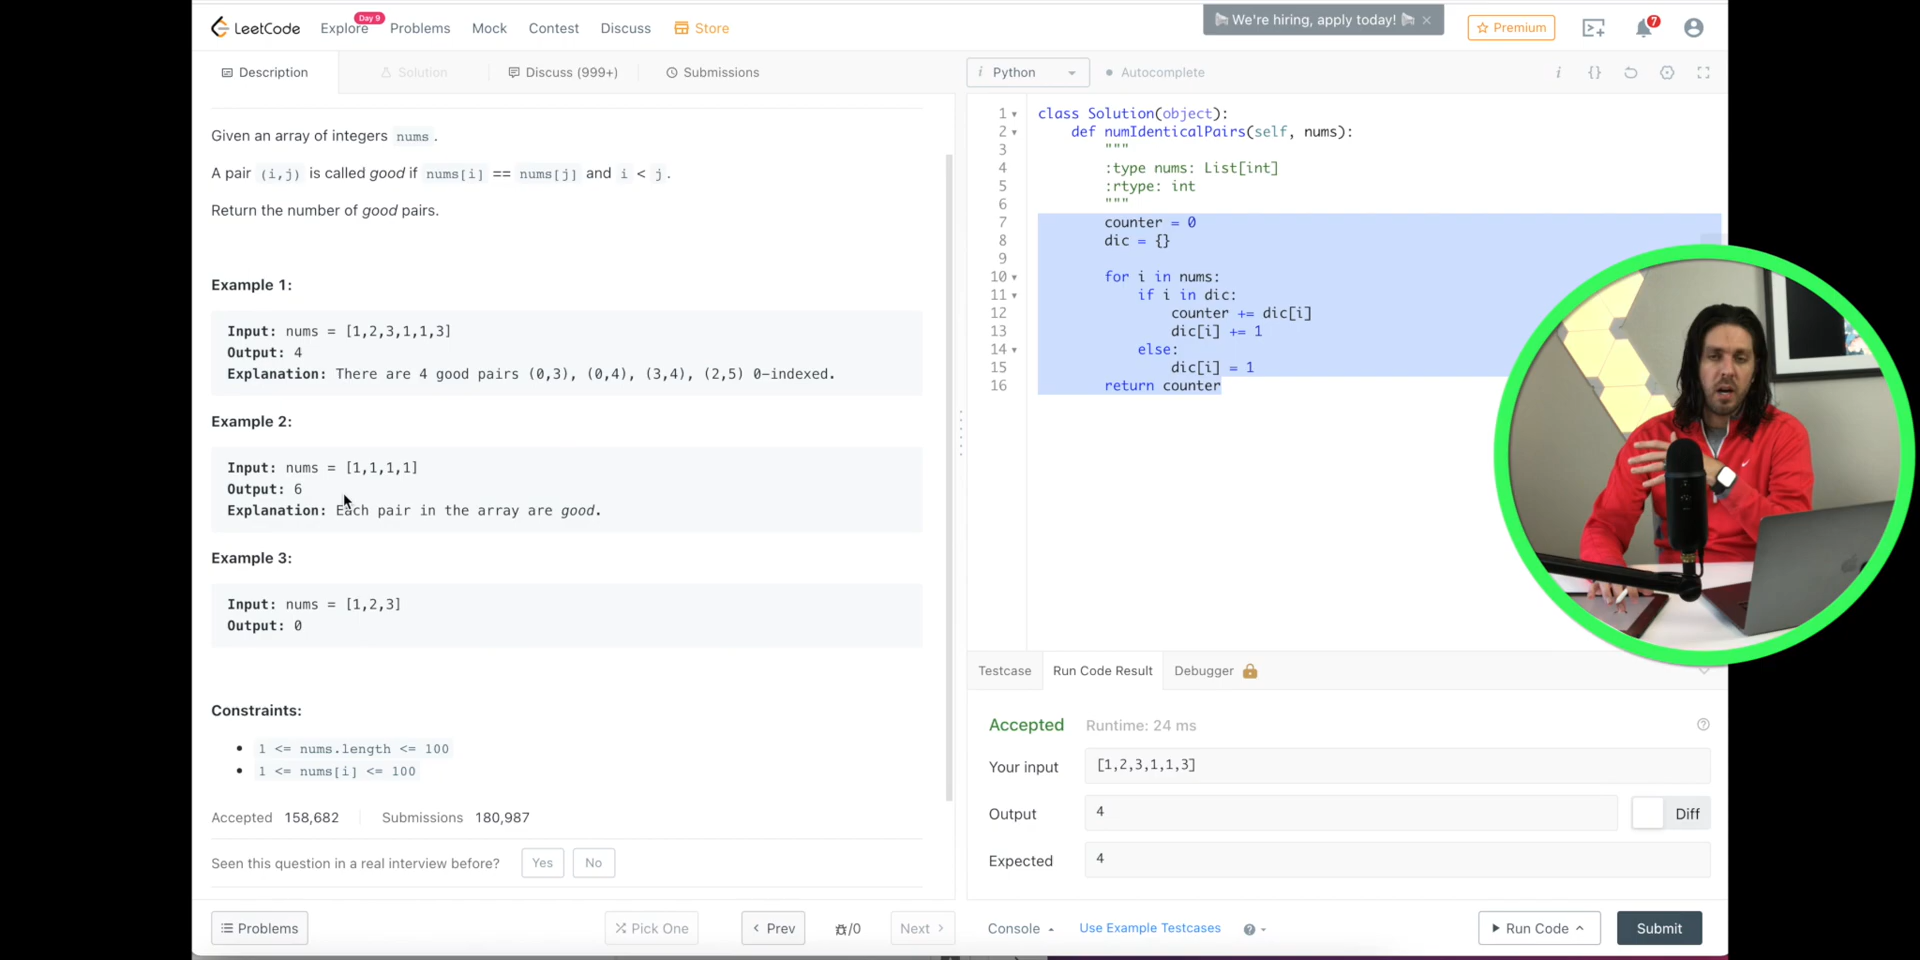 LeetCode
Explore
Day 9
Problems
Mock
Contest
Discuss
Store
We're hiring, apply today!
Premium
7
Description
Solution
Discuss (999+)
Submissions
Given an array of integers nums .
A pair (i,j) is called good if nums[i] == nums[j] and i < j.
Return the number of good pairs.
Example 1:
Input: nums = [1,2,3,1,1,3]
Output: 4
Explanation: There are 4 good pairs (0,3), (0,4), (3,4), (2,5) 0-indexed.
Example 2:
Input: nums = [1,1,1,1]
Output: 6
Explanation: Each pair in the array are good.
Example 3:
Input: nums = [1,2,3]
Output: 0
Constraints:
1 <= nums.length <= 100
1 <= nums[i] <= 100
Accepted 158,682 Submissions 180,987
Seen this question in a real interview before? Yes No
Problems
Pick One
Prev
/0
Next
i Python
Autocomplete
i {}
1 class Solution(object):
2 def numIdenticalPairs(self, nums):
3 """
4 :type nums: List[int]
5 :rtype: int
6 """
7 counter = 0
8 dic = {}
9
10 for i in nums:
11 if i in dic:
12 counter += dic[i]
13 dic[i] += 1
14 else:
15 dic[i] = 1
16 return counter
Testcase
Run Code Result
Debugger
Accepted Runtime: 24 ms
Your input [1,2,3,1,1,3]
Output 4 Diff
Expected 4
Console
Use Example Testcases
Run Code
Submit